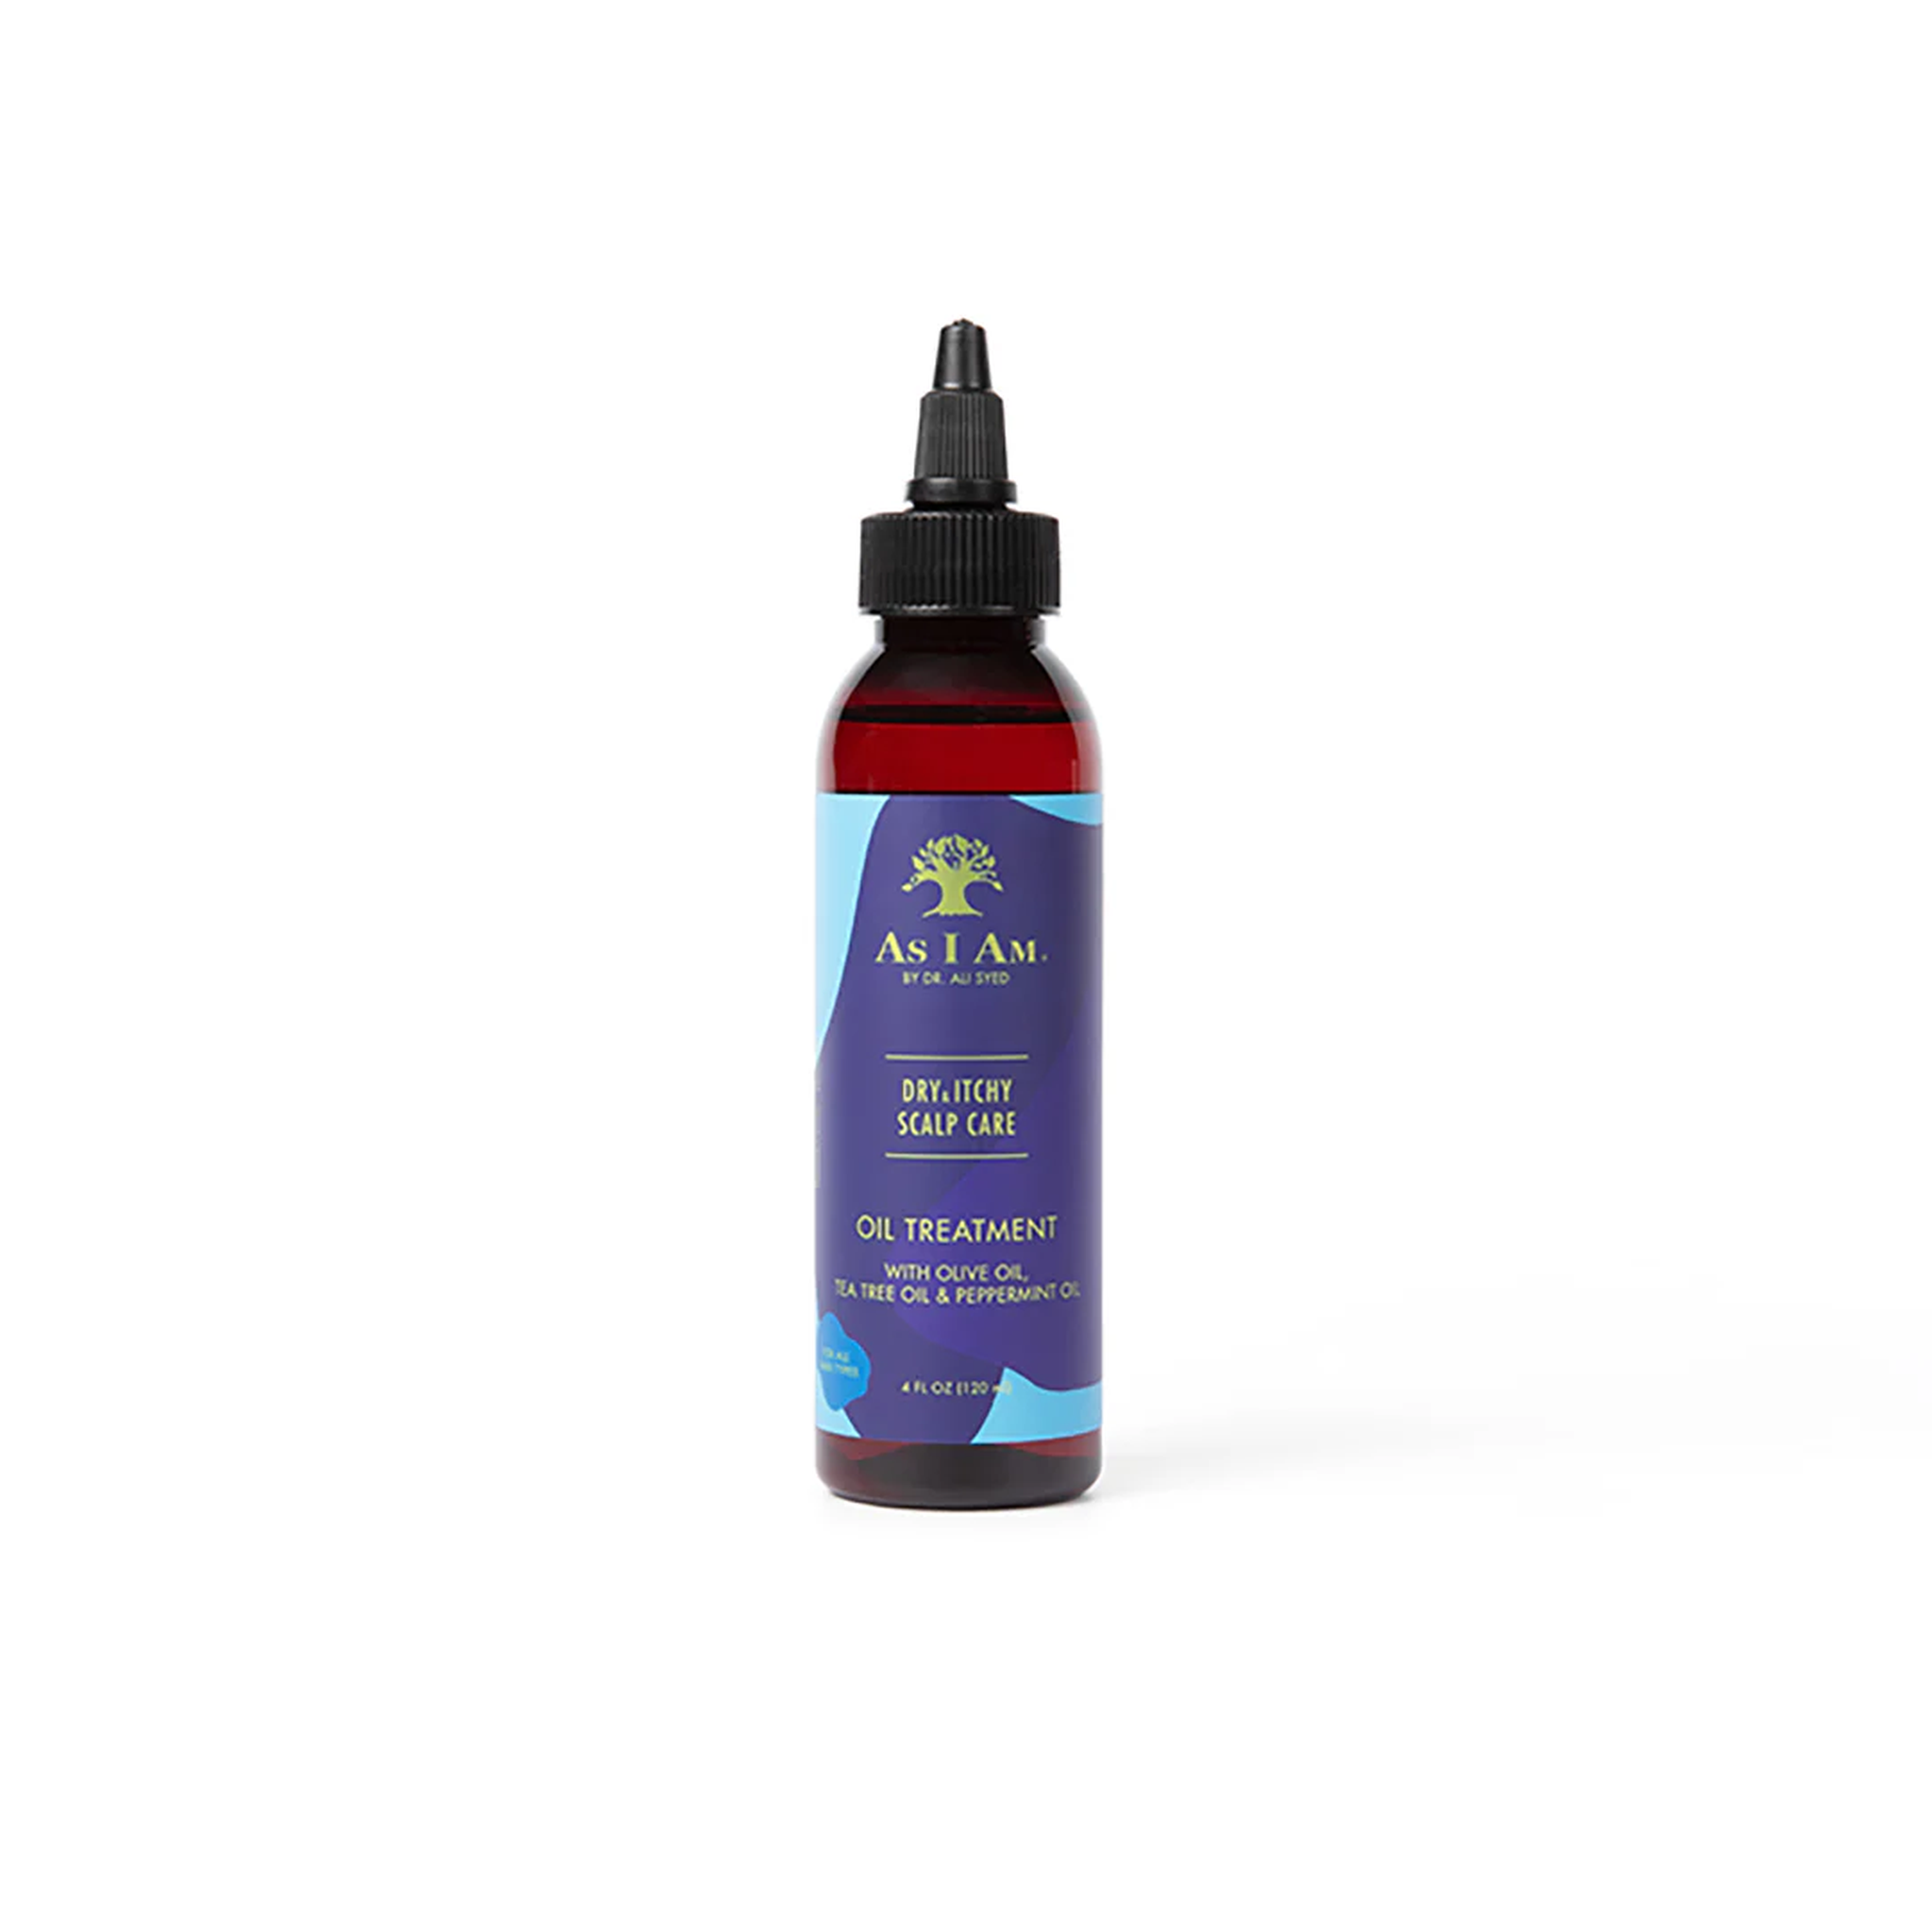 As I Am
BY DR. ALI SYED
DRY & ITCHY
SCALP CARE
OIL TREATMENT
WITH OLIVE OIL,
TEA TREE OIL & PEPPERMINT OIL
4 FL OZ (120 ml)